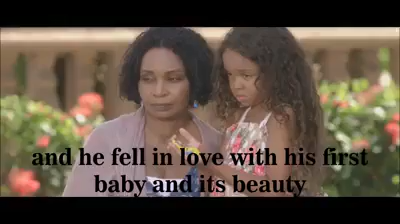 and he fell in love with his first
baby and its beauty